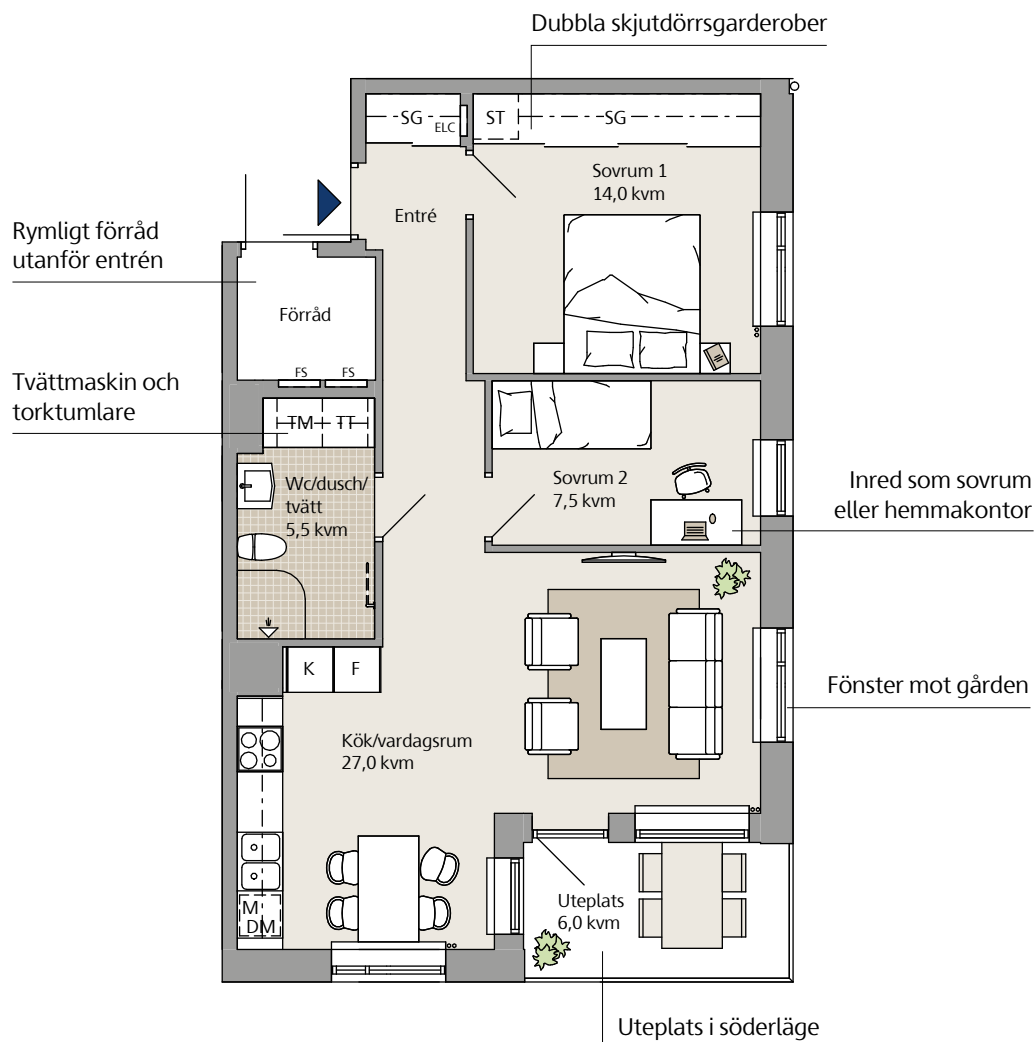 Dubbla skjutdörrsgarderober
SG
ELC
ST
SG
Sovrum 1
14,0 kvm
Entré
Rymligt förråd
utanför entrén
Förråd
FS
FS
Tvättmaskin och
torktumlare
TM
TT
Wc/dusch/
tvätt
5,5 kvm
Sovrum 2
7,5 kvm
Inred som sovrum
eller hemmakontor
K
F
Fönster mot gården
Kök/vardagsrum
27,0 kvm
M
DM
Uteplats
6,0 kvm
Uteplats i söderläge